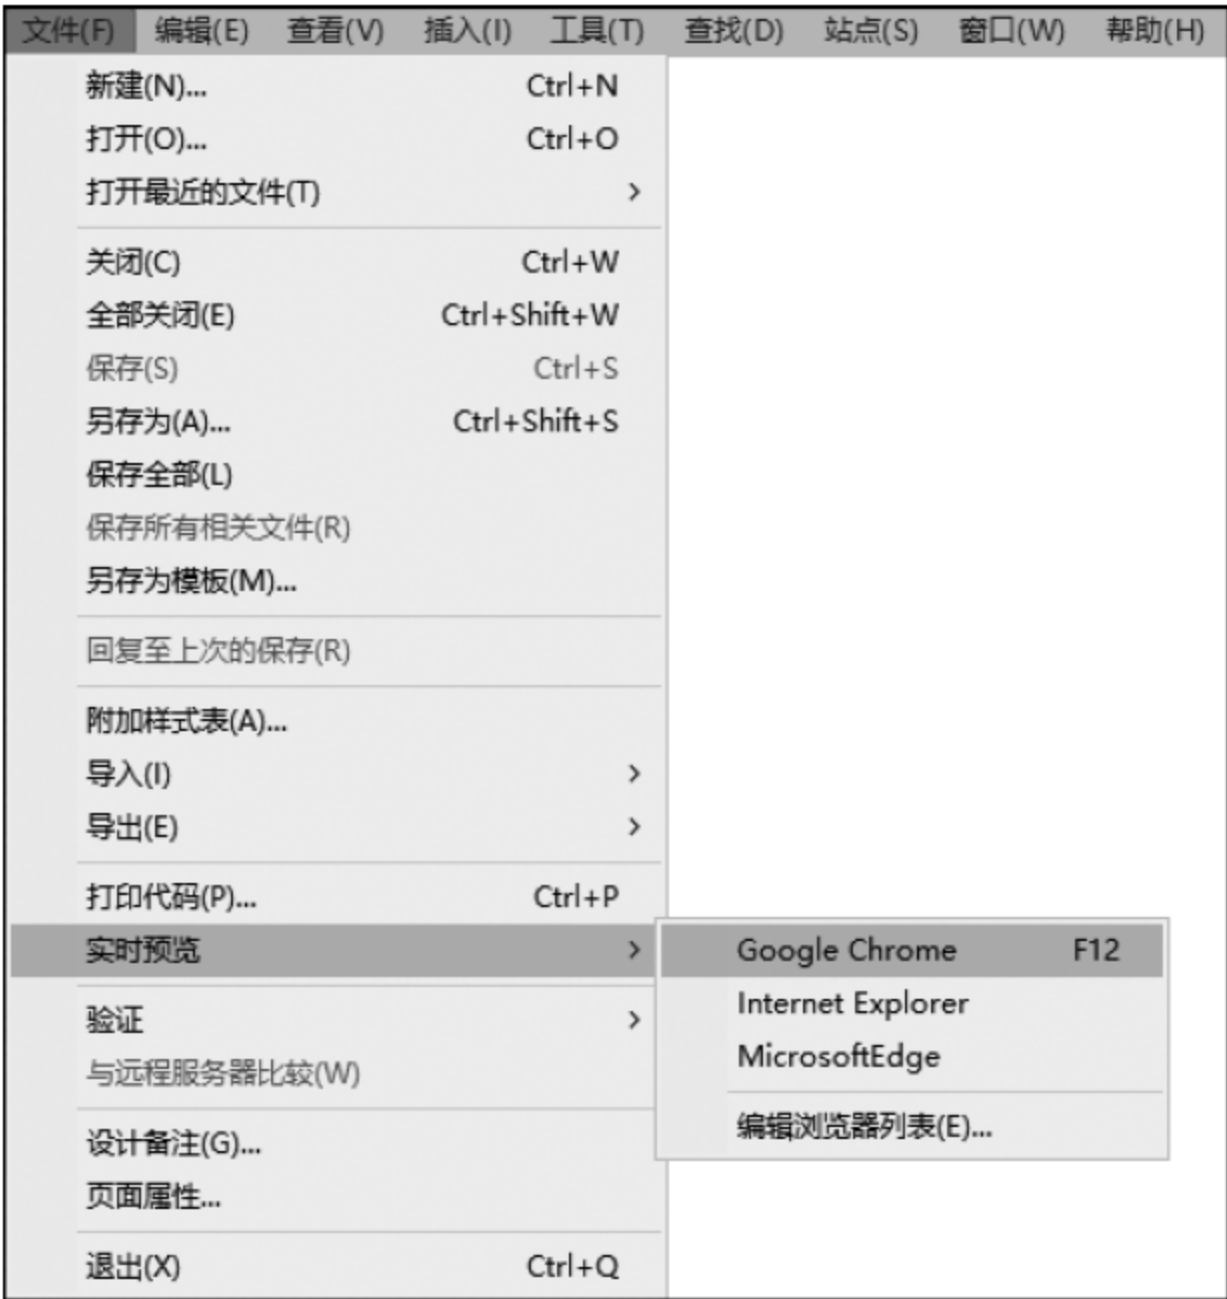 文件(F) 编辑(E) 查看(V) 插入(I) 工具(T) 查找(D) 站点(S) 窗口(W) 帮助(H)
新建(N)... Ctrl+N
打开(O)... Ctrl+O
打开最近的文件(T) >
关闭(C) Ctrl+W
全部关闭(E) Ctrl+Shift+W
保存(S) Ctrl+S
另存为(A)... Ctrl+Shift+S
保存全部(L)
保存所有相关文件(R)
另存为模板(M)...
回复至上次的保存(R)
附加样式表(A)...
导入(I) >
导出(E) >
打印代码(P)... Ctrl+P
实时预览 >
Google Chrome F12
Internet Explorer
MicrosoftEdge
编辑浏览器列表(E)...
验证 >
与远程服务器比较(W)
设计备注(G)...
页面属性...
退出(X) Ctrl+Q